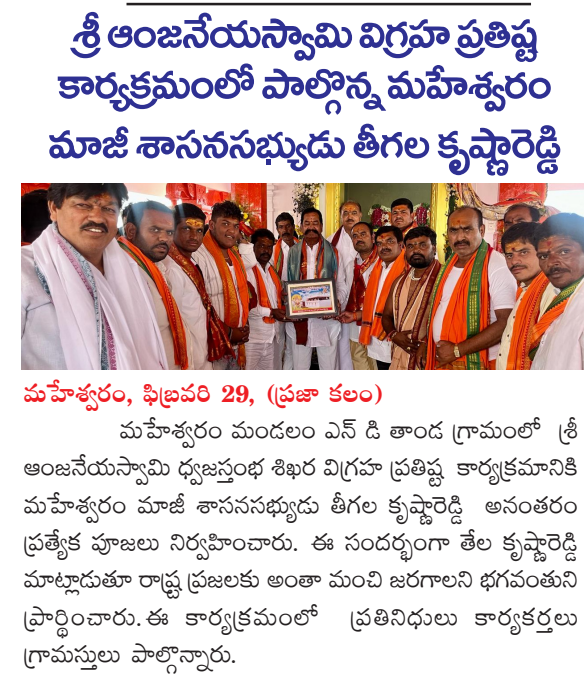 శ్రీ ఆంజనేయస్వామి విగ్రహ ప్రతిష్ట
కార్యక్రమంలో పాల్గొన్న మహేశ్వరం
మాజీ శాసనసభ్యుడు తీగల కృష్ణారెడ్డి
మహేశ్వరం, ఫిబ్రవరి 29, (ప్రజా కలం)
మహేశ్వరం మండలం ఎన్ డి తాండ గ్రామంలో శ్రీ
ఆంజనేయస్వామి ధ్వజస్తంభ శిఖర విగ్రహ ప్రతిష్ట కార్యక్రమానికి
మహేశ్వరం మాజీ శాసనసభ్యుడు తీగల కృష్ణారెడ్డి అనంతరం
ప్రత్యేక పూజలు నిర్వహించారు. ఈ సందర్భంగా తేల కృష్ణారెడ్డి
మాట్లాడుతూ రాష్ట్ర ప్రజలకు అంతా మంచి జరగాలని భగవంతుని
ప్రార్థించారు. ఈ కార్యక్రమంలో ప్రతినిధులు కార్యకర్తలు
గ్రామస్తులు పాల్గొన్నారు.